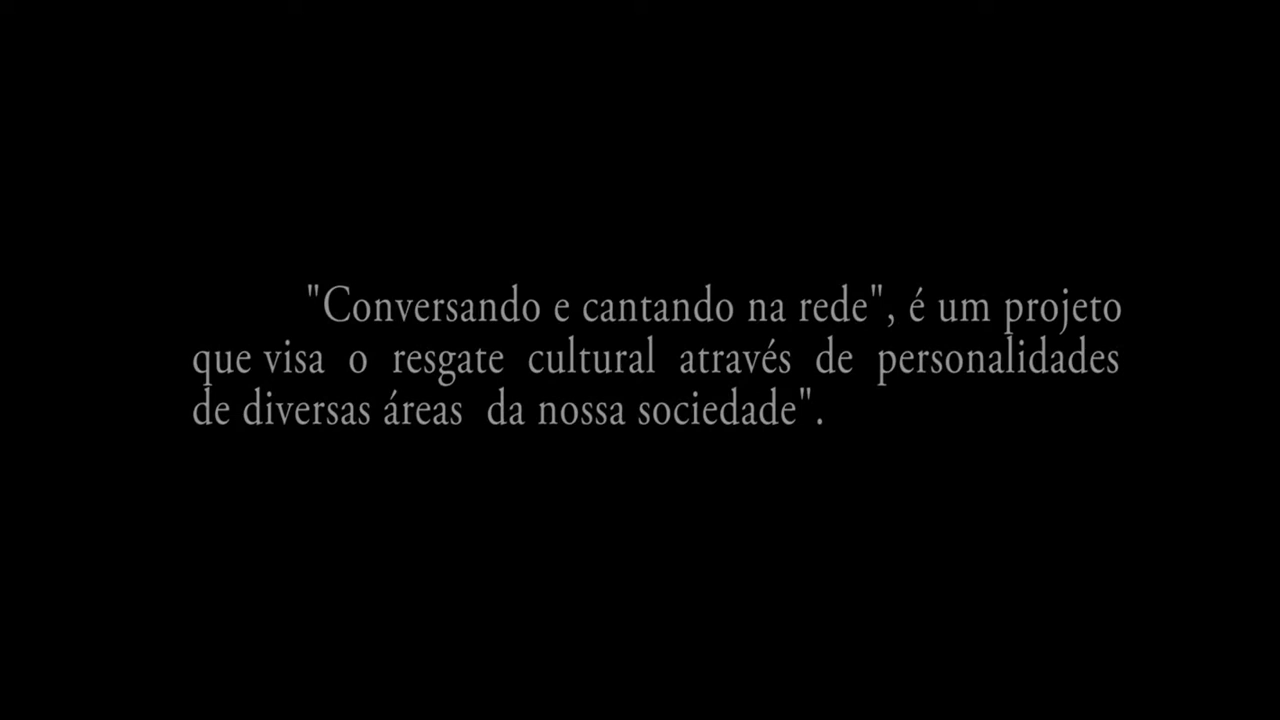 "Conversando e cantando na rede", é um projeto
que visa o resgate cultural através de personalidades
de diversas áreas da nossa sociedade".